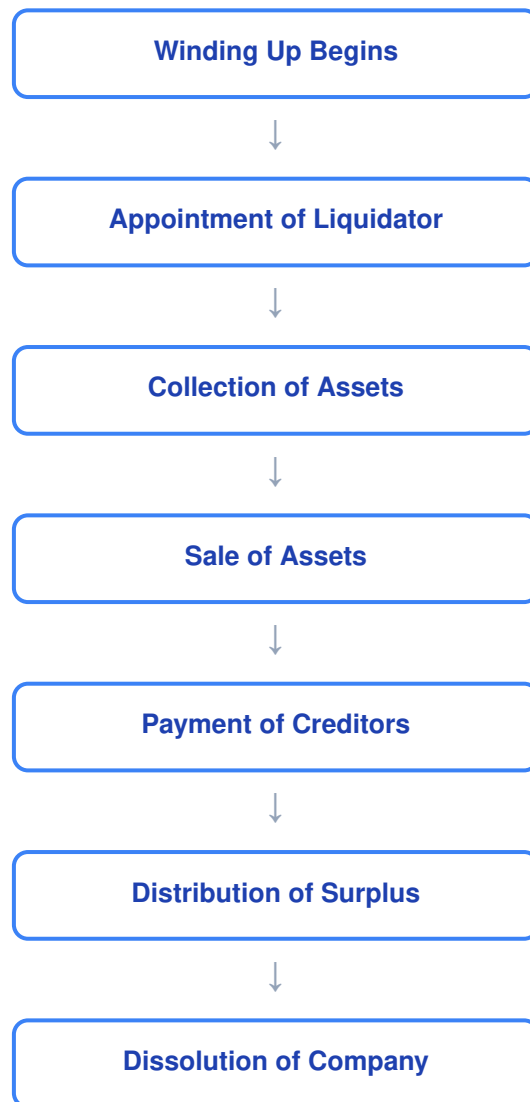 Winding Up Begins
↓
Appointment of Liquidator
↓
Collection of Assets
↓
Sale of Assets
↓
Payment of Creditors
↓
Distribution of Surplus
↓
Dissolution of Company